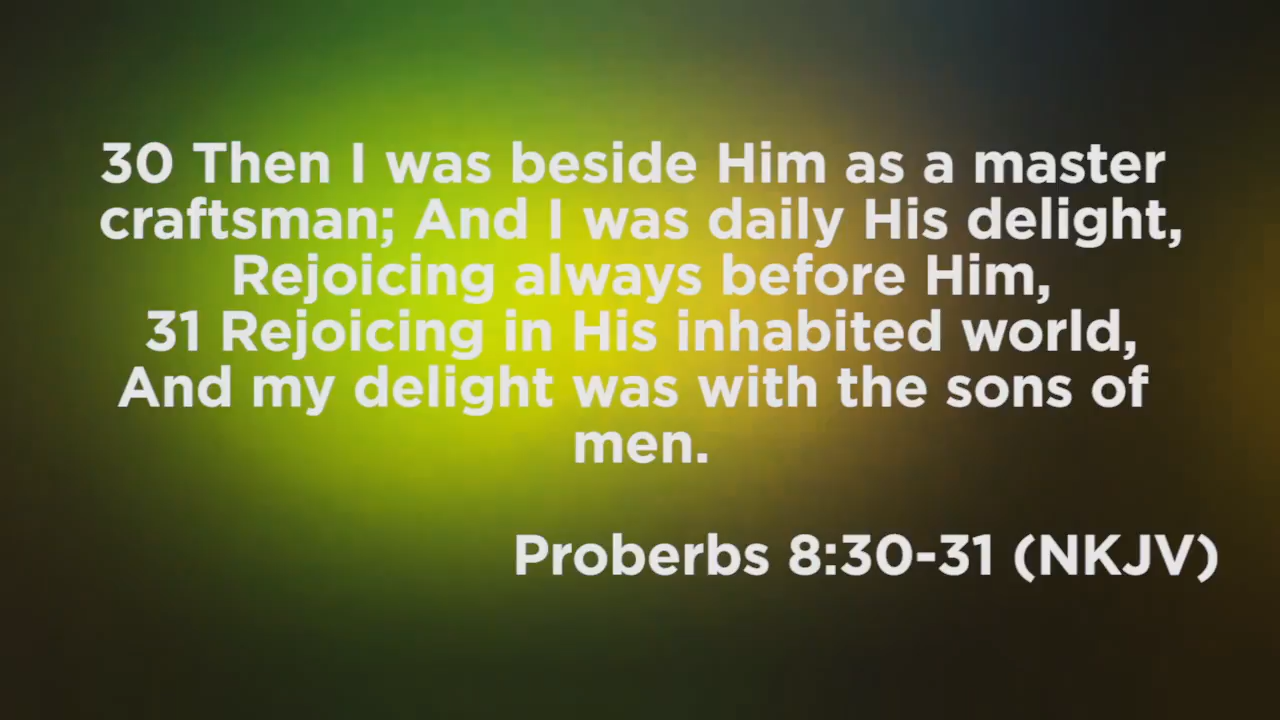 30 Then I was beside Him as a master
craftsman; And I was daily His delight,
Rejoicing always before Him,
31 Rejoicing in His inhabited world,
And my delight was with the sons of
men.
Proberbs 8:30-31 (NKJV)